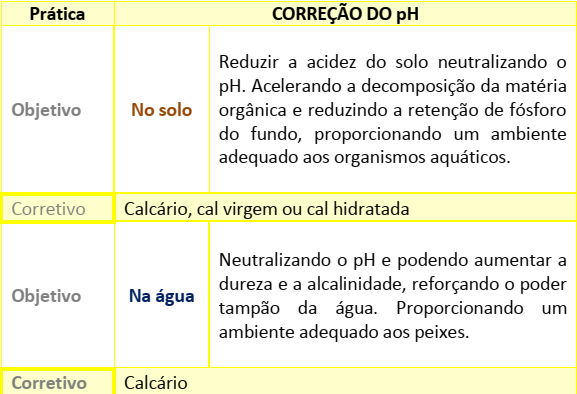 Prática CORREÇÃO DO pH
Reduzir a acidez do solo neutralizando o
pH. Acelerando a decomposição da matéria
Objetivo No solo orgânica e reduzindo a retenção de fósforo
do fundo, proporcionando um ambiente
adequado aos organismos aquáticos.
Corretivo Calcário, cal virgem ou cal hidratada
Neutralizando o pH e podendo aumentar a
Objetivo Na água dureza e a alcalinidade, reforçando o poder
tampão da água. Proporcionando um
ambiente adequado aos peixes.
Corretivo Calcário